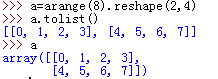 >>> a=arange(8).reshape(2,4)
>>> a.tolist()
[[0, 1, 2, 3], [4, 5, 6, 7]]
>>> a
array([[0, 1, 2, 3],
       [4, 5, 6, 7]])